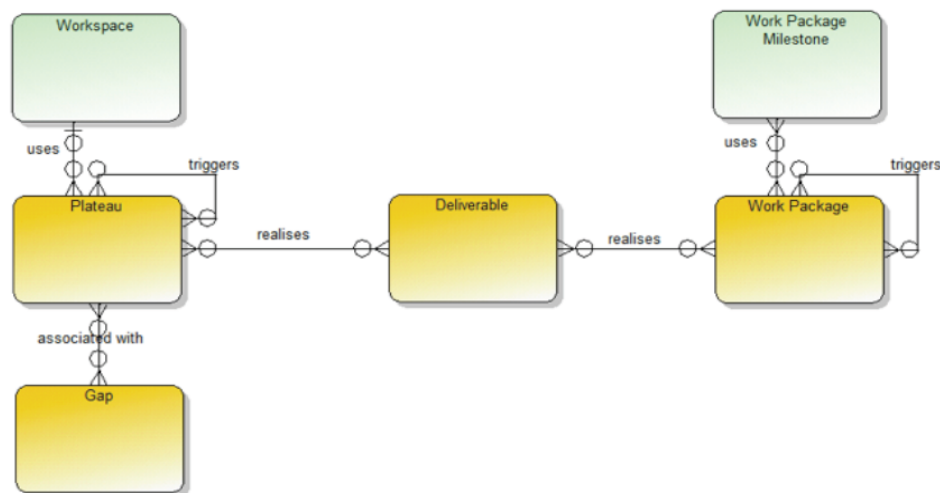 Workspace
Work Package
Milestone
uses
triggers
uses
triggers
Plateau
Deliverable
Work Package
realises
realises
associated with
Gap